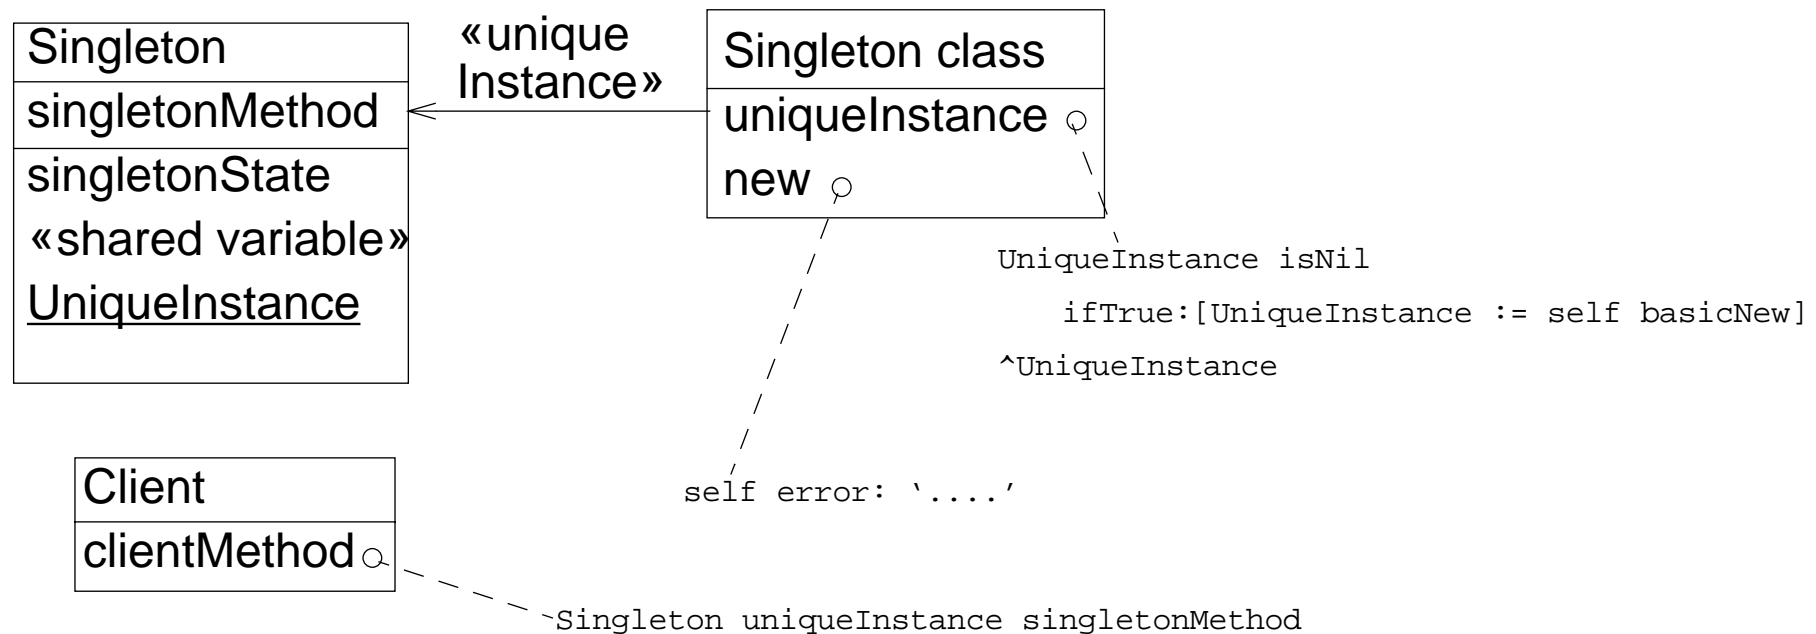 Singleton
singletonMethod
singletonState
«shared variable»
UniqueInstance
«unique
Instance»
Singleton class
uniqueInstance
new
UniqueInstance isNil
ifTrue:[UniqueInstance := self basicNew]
^UniqueInstance
self error: ‘....’
Client
clientMethod
Singleton uniqueInstance singletonMethod